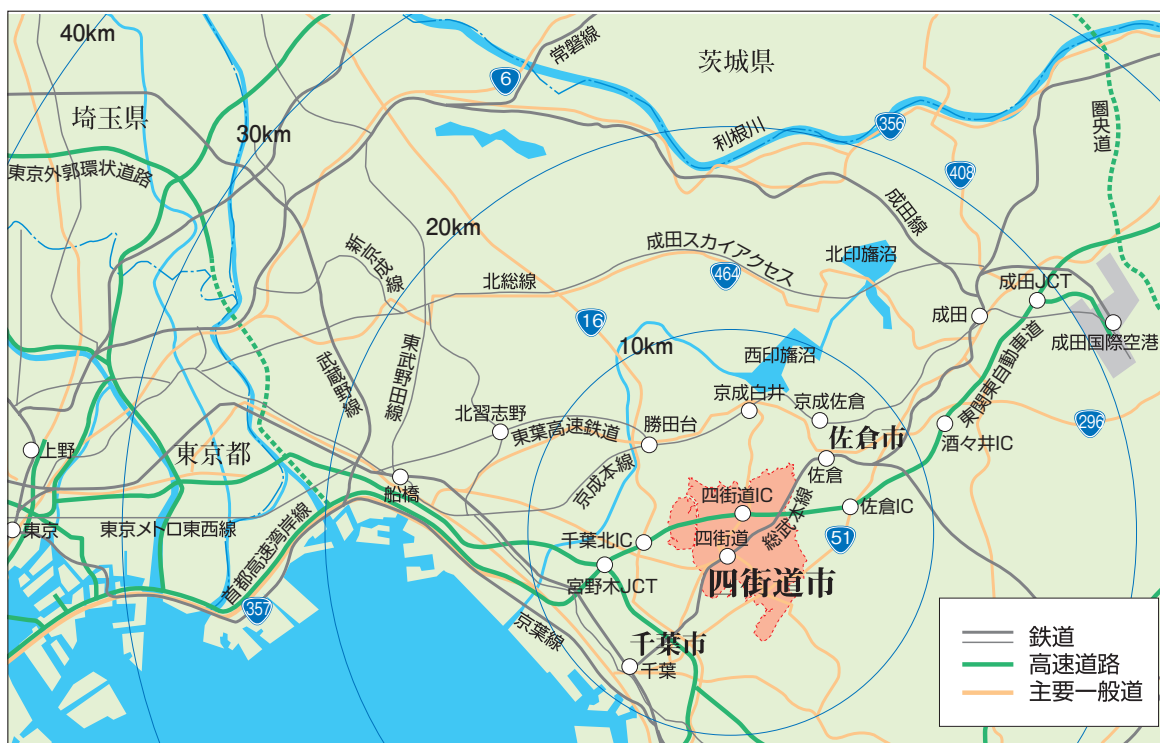 40km
常磐線
6
茨城県
埼玉県
30km
利根川
356
圏央道
東京外郭環状道路
408
成田線
20km
新京成線
成田スカイアクセス
北印旛沼
北総線
464
成田JCT
成田
成田国際空港
16
10km
西印旛沼
東武野田線
武蔵野線
東関東自動車道
京成臼井
京成佐倉
北習志野
東葉高速鉄道
勝田台
296
佐倉市
酒々井IC
上野
東京都
佐倉
船橋
京成本線
四街道IC
総武本線
佐倉IC
東京
東京メトロ東西線
首都高速湾岸線
千葉北IC
四街道
51
宮野木JCT
四街道市
357
京葉線
千葉市
千葉
鉄道
高速道路
主要一般道